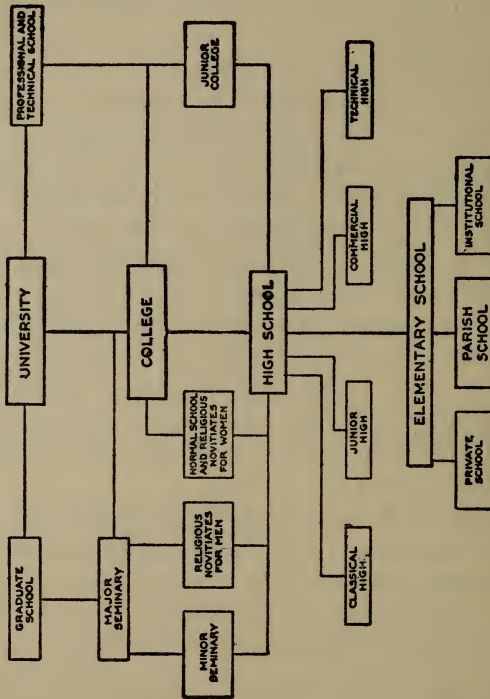 GRADUATE
SCHOOL
UNIVERSITY
PROFESSIONAL AND
TECHNICAL SCHOOL
MAJOR
SEMINARY
COLLEGE
MINOR
SEMINARY
RELIGIOUS
NOVITIATES
FOR MEN
NORMAL SCHOOL
AND RELIGIOUS
NOVITIATES
FOR WOMEN
JUNIOR
COLLEGE
HIGH SCHOOL
CLASSICAL
HIGH
JUNIOR
HIGH
COMMERCIAL
HIGH
TECHNICAL
HIGH
ELEMENTARY SCHOOL
PRIVATE
SCHOOL
PARISH
SCHOOL
INSTITUTIONAL
SCHOOL